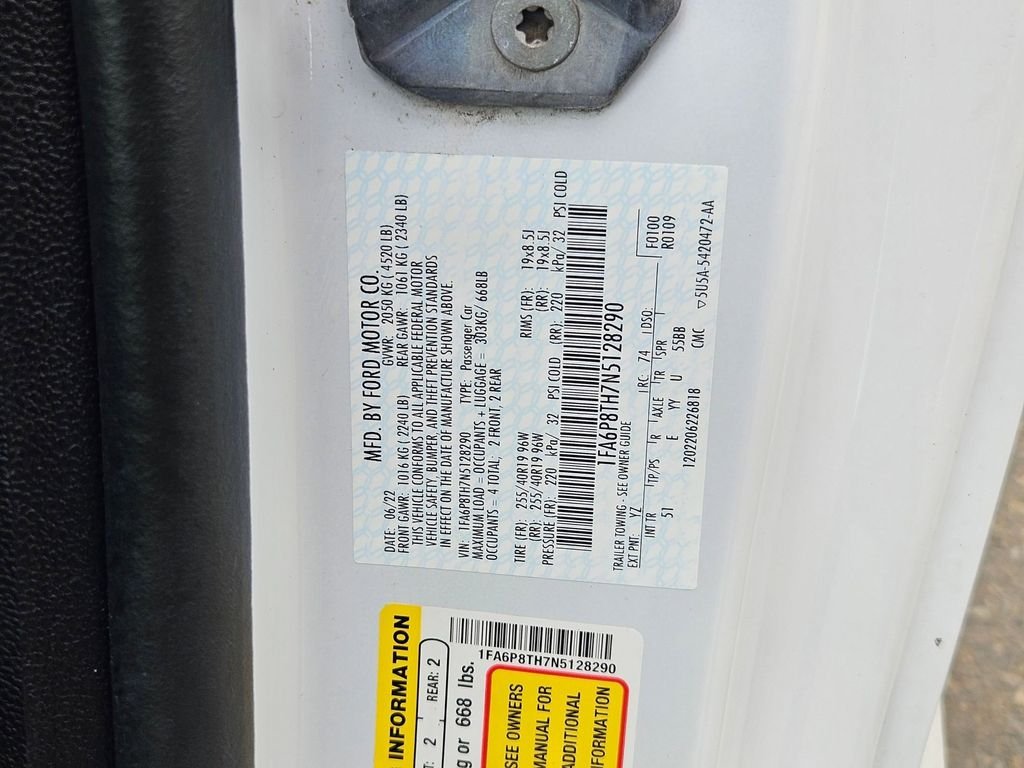 MFD. BY FORD MOTOR CO.
DATE: 06/22 GVWR: 2050 KG ( 4520 LB)
FRONT GAWR: 1016 KG ( 2240 LB) REAR GAWR: 1061 KG ( 2340 LB)
THIS VEHICLE CONFORMS TO ALL APPLICABLE FEDERAL MOTOR
VEHICLE SAFETY, BUMPER, AND THEFT PREVENTION STANDARDS
IN EFFECT ON THE DATE OF MANUFACTURE SHOWN ABOVE.
VIN: 1FA6P8TH7N5128290 TYPE: Passenger Car
MAXIMUM LOAD = OCCUPANTS + LUGGAGE = 303KG/ 668LB
OCCUPANTS = 4 TOTAL; 2 FRONT, 2 REAR
TIRE (FR): 255/40R19 96W RIMS (FR): 19x8.5J
(RR): 255/40R19 96W (RR): 19x8.5J
PRESSURE (FR): 220 kPa/ 32 PSI COLD (RR): 220 kPa/ 32 PSI COLD
1FA6P8TH7N5128290
TRAILER TOWING - SEE OWNER GUIDE
EXT PNT: YZ RC: 74 DSO: F0100
R0109
INT TR TP/PS R AXLE TR SPR
51 E YY U 55BB
1202206226818 CMC ▽5U5A-5420472-AA
INFORMATION
2 REAR: 2
or 668 lbs.
1FA6P8TH7N5128290
SEE OWNERS
MANUAL FOR
ADDITIONAL
INFORMATION